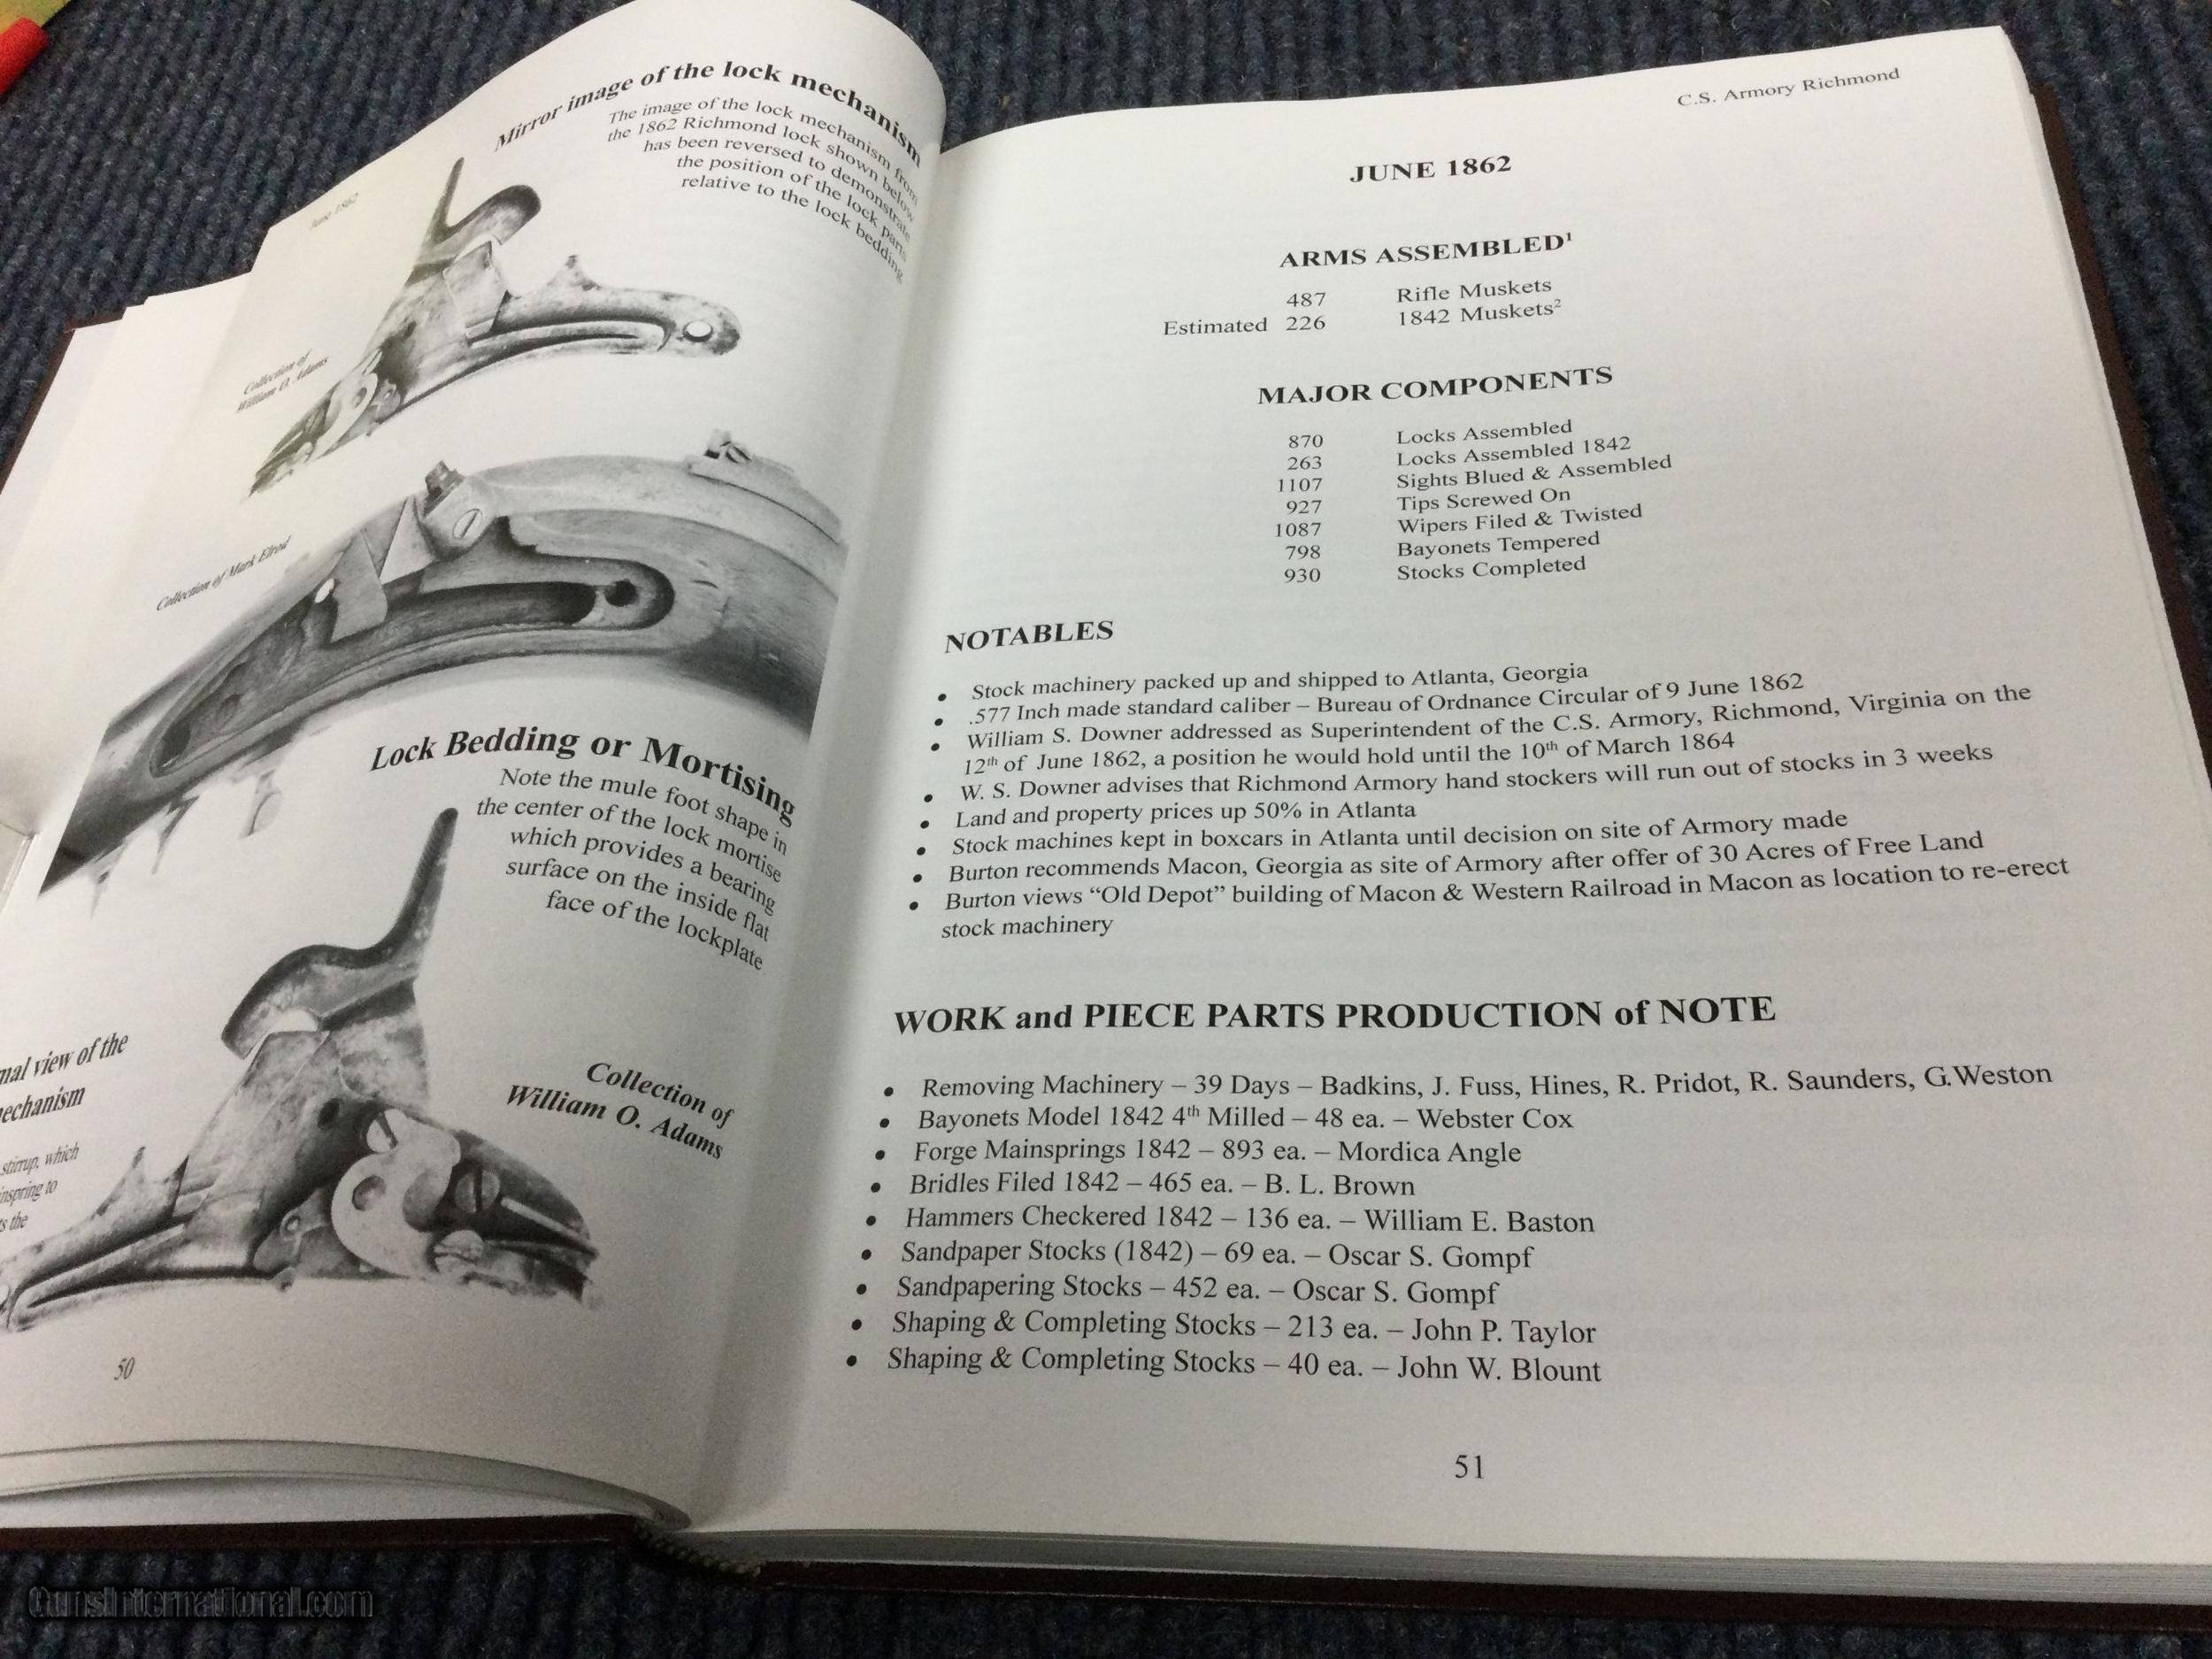 June 1862
Mirror image of the lock mechanism
The image of the lock mechanism from
the 1862 Richmond lock shown below
has been reversed to demonstrate
the position of the lock parts
relative to the lock bedding
Collection of
William O. Adams
Collection of Mark Elrod
Lock Bedding or Mortising
Note the mule foot shape in
the center of the lock mortise
which provides a bearing
surface on the inside flat
face of the lockplate
view of the
stirrup, which
to
the
Collection of
William O. Adams
50
C.S. Armory Richmond
JUNE 1862
ARMS ASSEMBLED¹
487 Rifle Muskets
Estimated 226 1842 Muskets²
MAJOR COMPONENTS
870 Locks Assembled
263 Locks Assembled 1842
1107 Sights Blued & Assembled
927 Tips Screwed On
1087 Wipers Filed & Twisted
798 Bayonets Tempered
930 Stocks Completed
NOTABLES
• Stock machinery packed up and shipped to Atlanta, Georgia
• .577 Inch made standard caliber – Bureau of Ordnance Circular of 9 June 1862
• William S. Downer addressed as Superintendent of the C.S. Armory, Richmond, Virginia on the
12th of June 1862, a position he would hold until the 10th of March 1864
• W. S. Downer advises that Richmond Armory hand stockers will run out of stocks in 3 weeks
• Land and property prices up 50% in Atlanta
• Stock machines kept in boxcars in Atlanta until decision on site of Armory made
• Burton recommends Macon, Georgia as site of Armory after offer of 30 Acres of Free Land
• Burton views “Old Depot” building of Macon & Western Railroad in Macon as location to re-erect
stock machinery
WORK and PIECE PARTS PRODUCTION of NOTE
• Removing Machinery – 39 Days – Badkins, J. Fuss, Hines, R. Pridot, R. Saunders, G.Weston
• Bayonets Model 1842 4th Milled – 48 ea. – Webster Cox
• Forge Mainsprings 1842 – 893 ea. – Mordica Angle
• Bridles Filed 1842 – 465 ea. – B. L. Brown
• Hammers Checkered 1842 – 136 ea. – William E. Baston
• Sandpaper Stocks (1842) – 69 ea. – Oscar S. Gompf
• Sandpapering Stocks – 452 ea. – Oscar S. Gompf
• Shaping & Completing Stocks – 213 ea. – John P. Taylor
• Shaping & Completing Stocks – 40 ea. – John W. Blount
51
GunsInternational.com